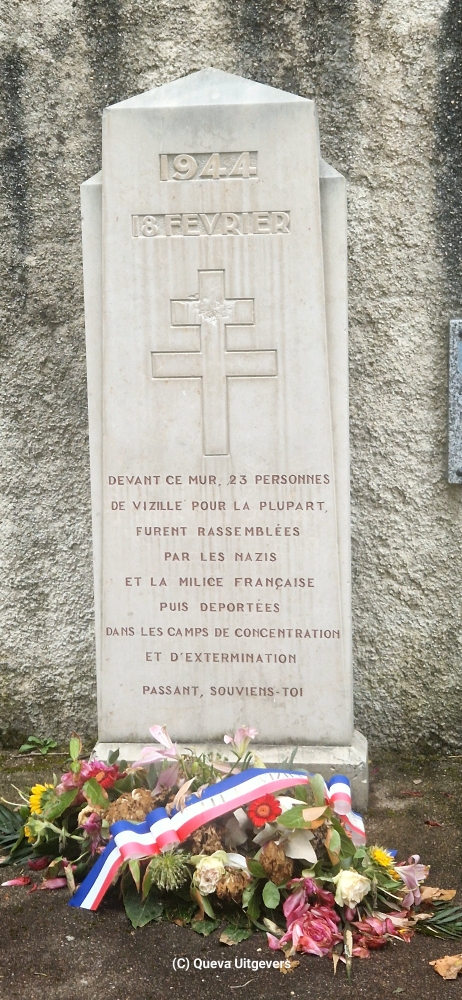 1944
18 FEVRIER
DEVANT CE MUR, 23 PERSONNES
DE VIZILLE POUR LA PLUPART,
FURENT RASSEMBLÉES
PAR LES NAZIS
ET LA MILICE FRANÇAISE
PUIS DEPORTÉES
DANS LES CAMPS DE CONCENTRATION
ET D'EXTERMINATION
PASSANT, SOUVIENS-TOI
(C) Queva Uitgevers